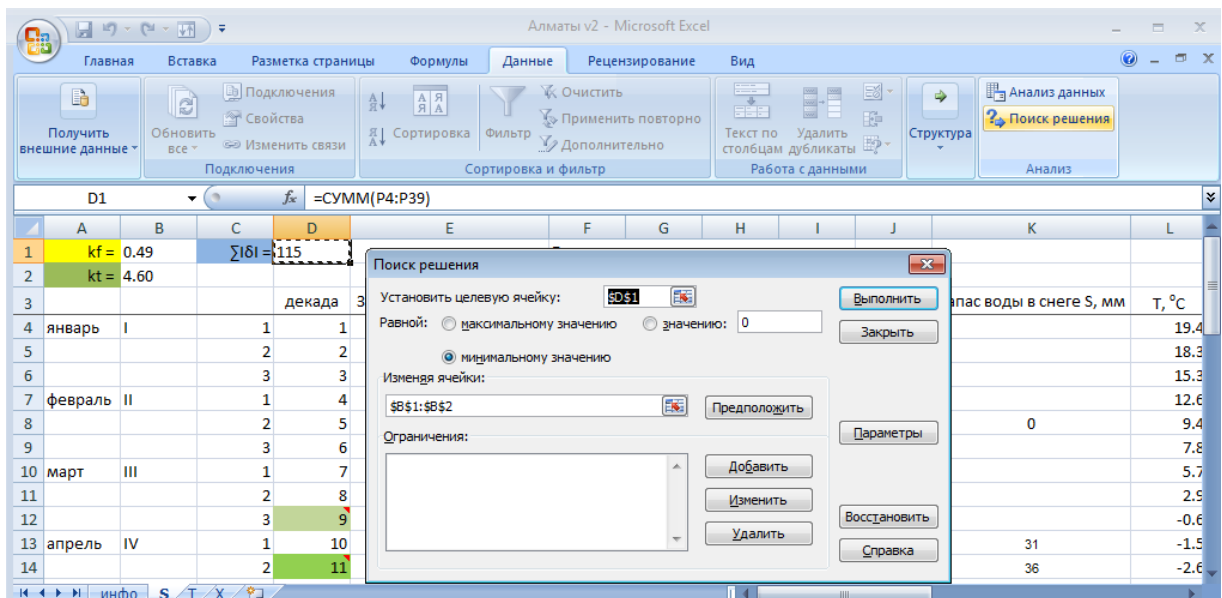 Алматы v2 - Microsoft Excel
Главная Вставка Разметка страницы Формулы Данные Рецензирование Вид
Получить внешние данные
Обновить все
Подключения
Свойства
Изменить связи
Подключения
Сортировка
Фильтр
Очистить
Применить повторно
Дополнительно
Сортировка и фильтр
Текст по столбцам
Удалить дубликаты
Работа с данными
Структура
Анализ данных
Поиск решения
Анализ
D1 fx =СУММ(P4:P39)
A B C D E F G H I J K L
1 kf = 0.49 ∑IδI = 115
2 kt = 4.60
3 декада апас воды в снеге S, мм T, °C
4 январь I 1 1 19.4
5 2 2 18.3
6 3 3 15.3
7 февраль II 1 4 12.6
8 2 5 0 9.4
9 3 6 7.8
10 март III 1 7 5.7
11 2 8 2.9
12 3 9 -0.6
13 апрель IV 1 10 31 -1.5
14 2 11 36 -2.6
Поиск решения
Установить целевую ячейку: $D$1
Равной: максимальному значению значению: 0
минимальному значению
Изменяя ячейки:
$B$1:$B$2
Предположить
Ограничения:
Добавить
Изменить
Удалить
Выполнить
Закрыть
Параметры
Восстановить
Справка
инфо S T X